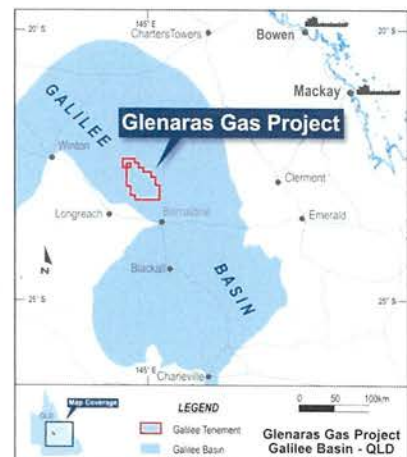 20° S
145° E
20° S
Charters Towers
Bowen
Mackay
GALILEE
Glenaras Gas Project
Winton
Clermont
Longreach
Barcaldine
Emerald
N
Blackall
BASIN
25° S
25° S
145° E
Charleville
QLD
Map Coverage
LEGEND
Galilee Tenement
Galilee Basin
0 50 100km
Glenaras Gas Project
Galilee Basin - QLD